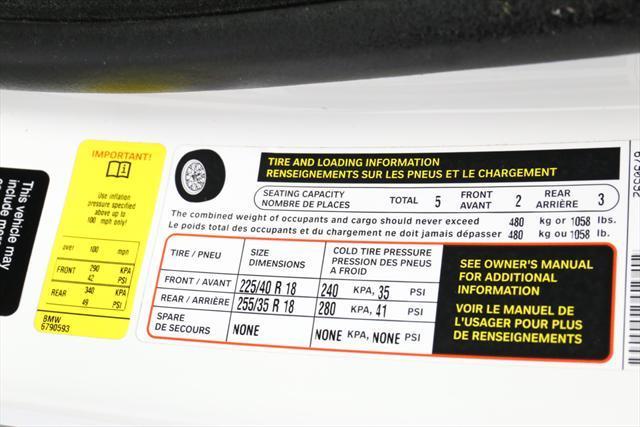 This vehicle may
IMPORTANT!
Use inflation
pressure specified
above up to
100 mph only!
over 100 mph
FRONT 290 KPA
42 PSI
REAR 340 KPA
49 PSI
BMW
6790593
TIRE AND LOADING INFORMATION
RENSEIGNEMENTS SUR LES PNEUS ET LE CHARGEMENT
SEATING CAPACITY
NOMBRE DE PLACES
TOTAL 5
FRONT
AVANT 2
REAR
ARRIÈRE 3
The combined weight of occupants and cargo should never exceed 480 kg or 1058 lbs.
Le poids total des occupants et du chargement ne doit jamais dépasser 480 kg ou 1058 lb.
TIRE / PNEU
SIZE
DIMENSIONS
COLD TIRE PRESSURE
PRESSION DES PNEUS
A FROID
FRONT / AVANT 225/40 R 18 240 KPA, 35 PSI
REAR / ARRIÈRE 255/35 R 18 280 KPA, 41 PSI
SPARE
DE SECOURS NONE NONE KPA, NONE PSI
SEE OWNER'S MANUAL
FOR ADDITIONAL
INFORMATION
VOIR LE MANUEL DE
L'USAGER POUR PLUS
DE RENSEIGNEMENTS